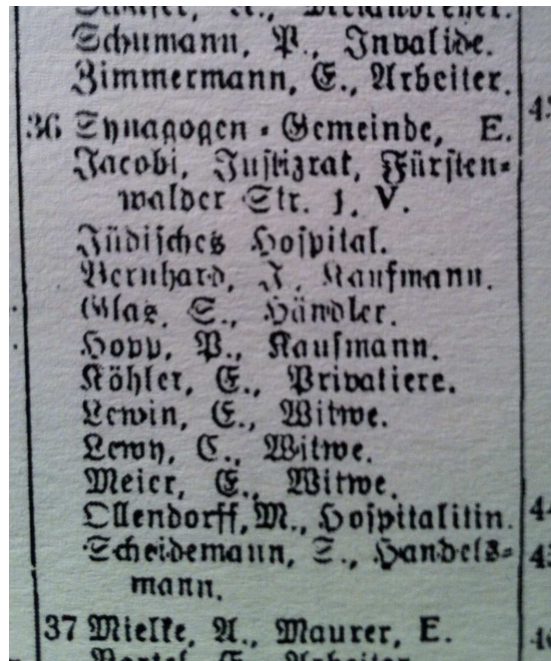 Schumann, P., Invalide.
Zimmermann, E., Arbeiter.
36 Synagogen-Gemeinde, E.
Jacobi, Justizrat, Fürsten-
walder Str. 1, V.
Jüdisches Hospital.
Bernhard, J., Kaufmann.
Glas, S., Händler.
Hopp, P., Kaufmann.
Köhler, E., Privatiere.
Lewin, E., Witwe.
Lewy, C., Witwe.
Meier, E., Witwe.
Ollendorff, M., Hospitalitin.
Scheidemann, S., Handels-
mann.
37 Mielke, A., Maurer, E.